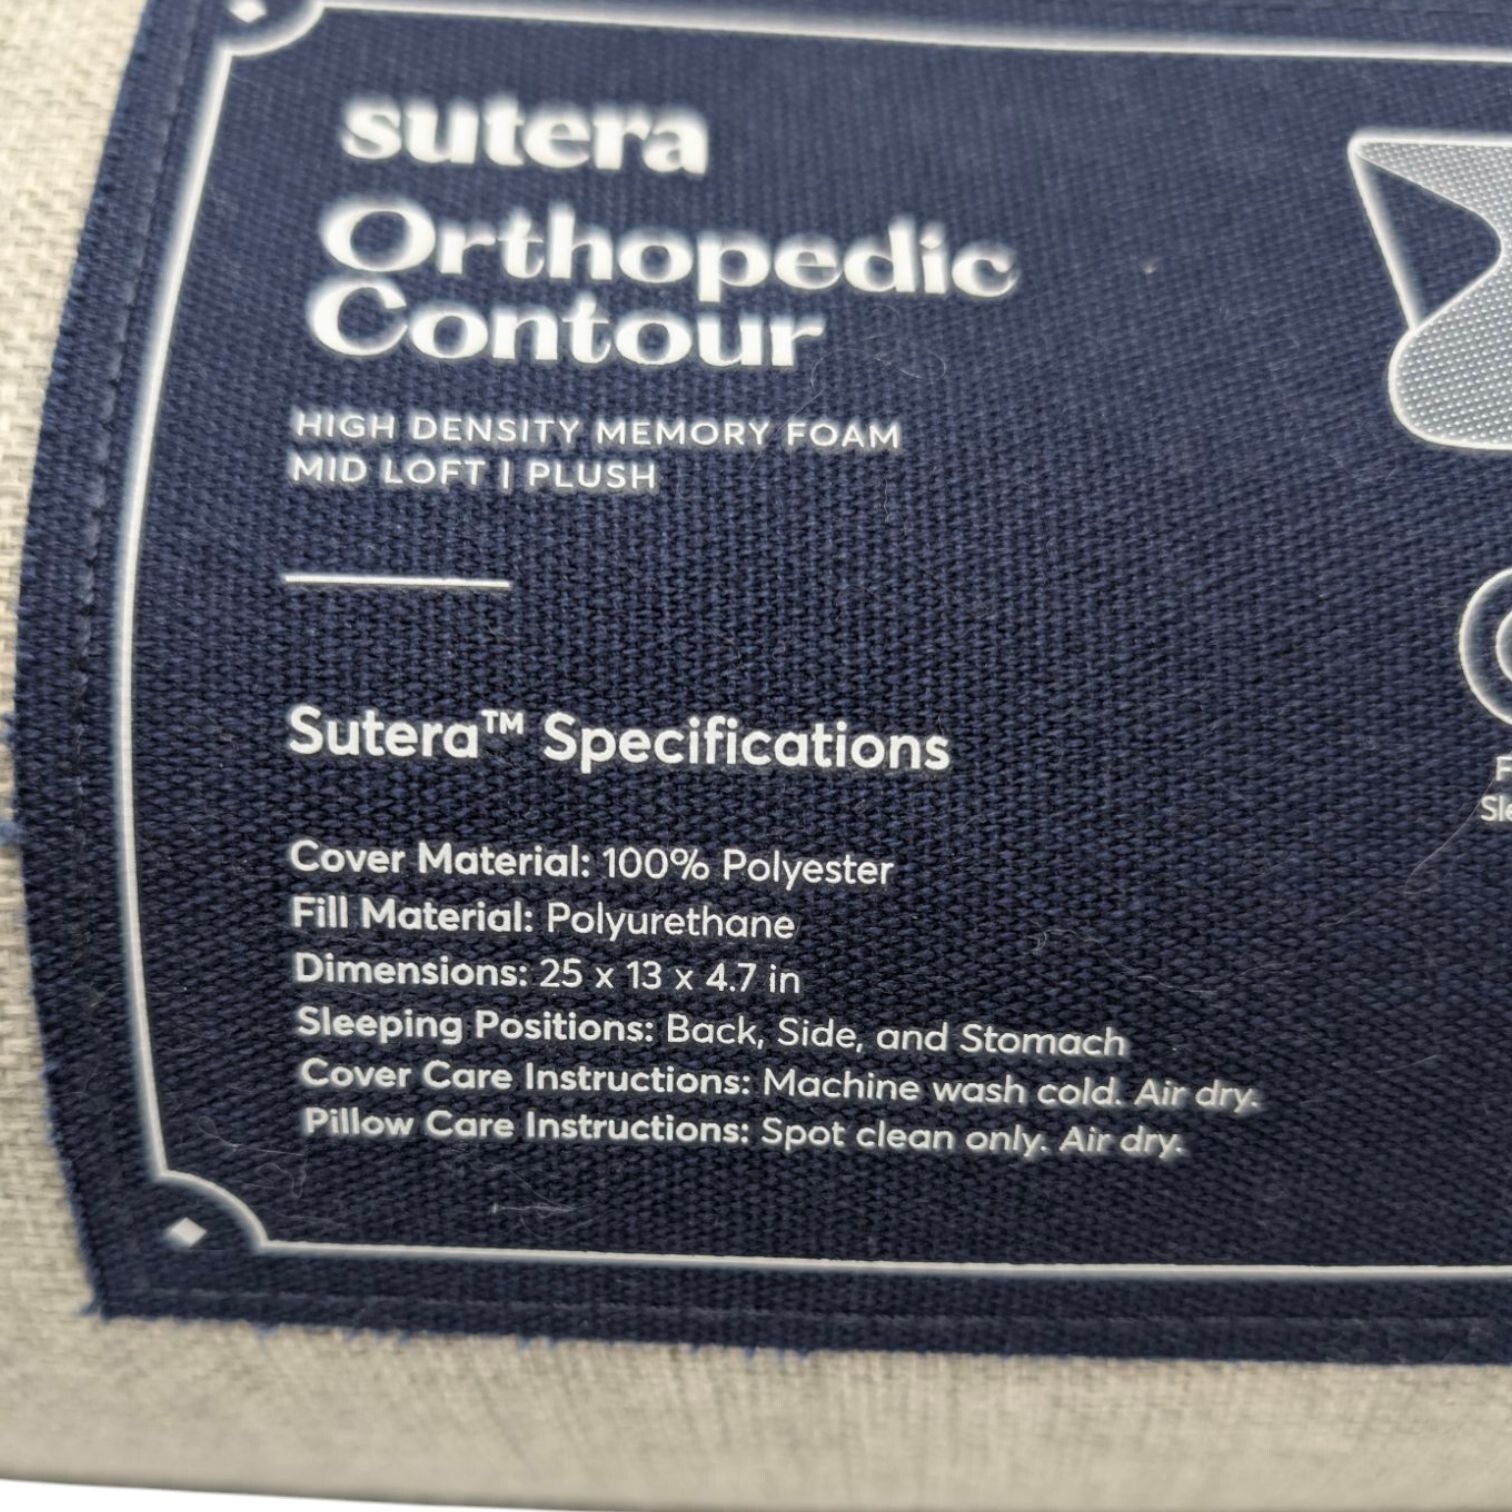 sutera
Orthopedic
Contour
HIGH DENSITY MEMORY FOAM
MID LOFT | PLUSH
Sutera™ Specifications
Cover Material: 100% Polyester
Fill Material: Polyurethane
Dimensions: 25 x 13 x 4.7 in
Sleeping Positions: Back, Side, and Stomach
Cover Care Instructions: Machine wash cold. Air dry.
Pillow Care Instructions: Spot clean only. Air dry.